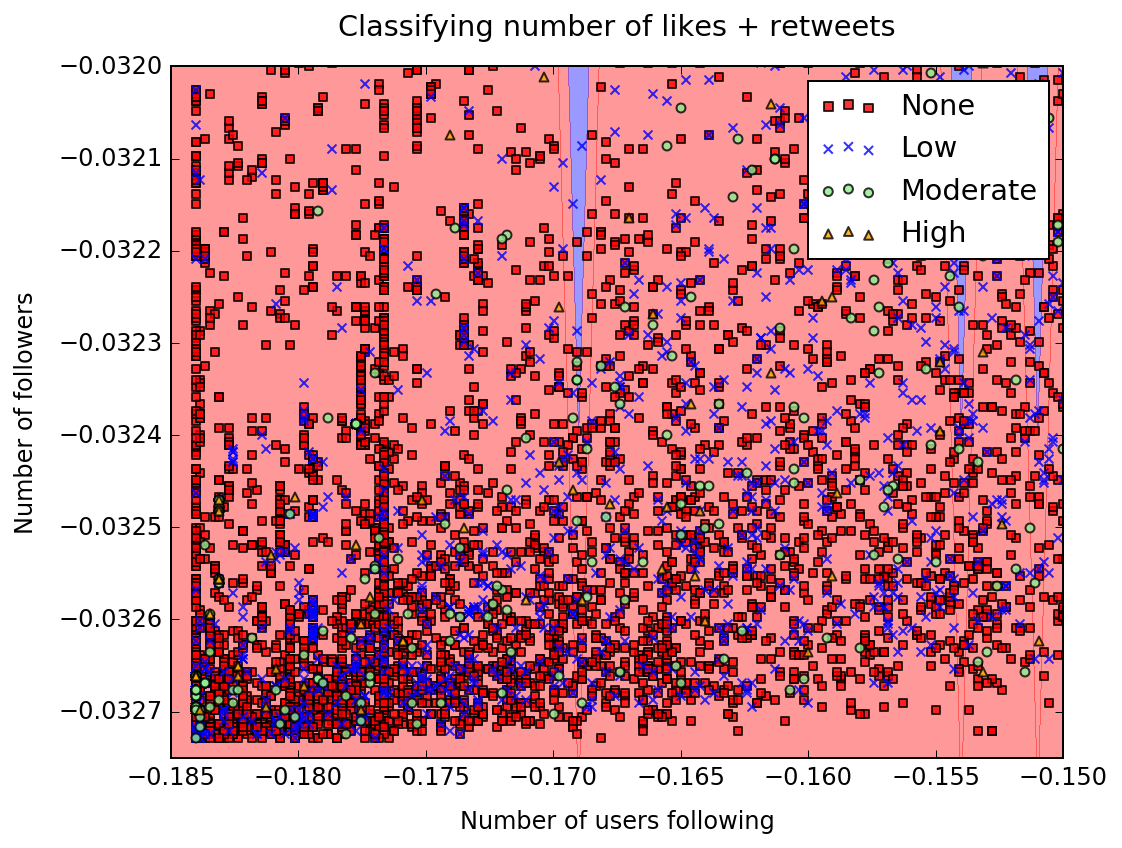 Classifying number of likes + retweets
−0.0320
−0.0321
−0.0322
−0.0323
−0.0324
−0.0325
−0.0326
−0.0327
Number of followers
None
Low
Moderate
High
−0.185 −0.180 −0.175 −0.170 −0.165 −0.160 −0.155 −0.150
Number of users following